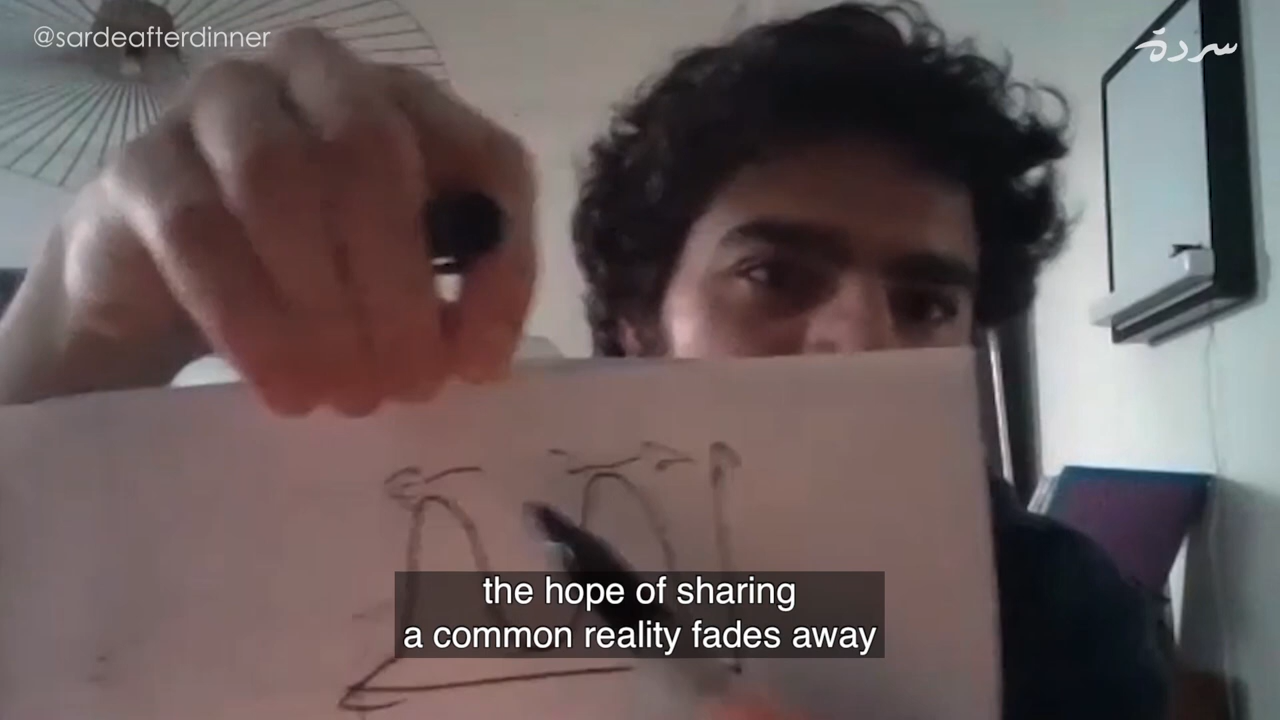 @sardeafterdinner
سردة
the hope of sharing
a common reality fades away